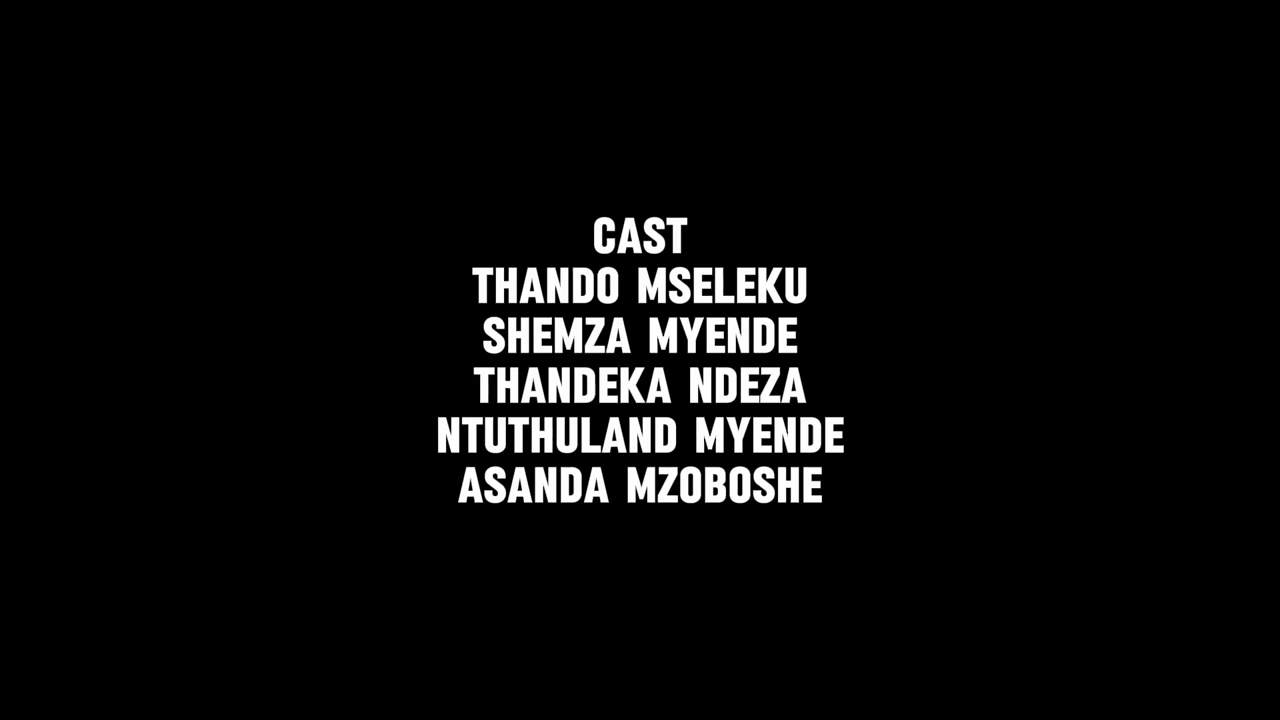 CAST
THANDO MSELEKU
SHEMZA MYENDE
THANDEKA NDEZA
NTUTHULAND MYENDE
ASANDA MZOBOSHE